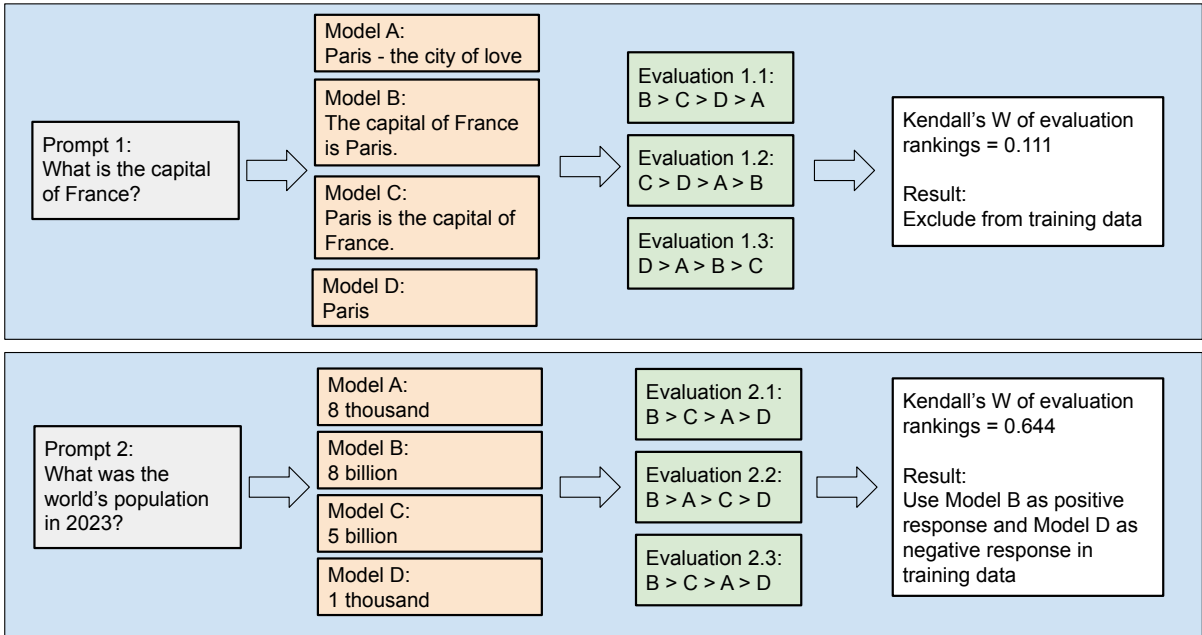 Prompt 1:
What is the capital
of France?
Model A:
Paris - the city of love
Model B:
The capital of France
is Paris.
Model C:
Paris is the capital of
France.
Model D:
Paris
Evaluation 1.1:
B > C > D > A
Evaluation 1.2:
C > D > A > B
Evaluation 1.3:
D > A > B > C
Kendall's W of evaluation
rankings = 0.111
Result:
Exclude from training data
Prompt 2:
What was the
world's population
in 2023?
Model A:
8 thousand
Model B:
8 billion
Model C:
5 billion
Model D:
1 thousand
Evaluation 2.1:
B > C > A > D
Evaluation 2.2:
B > A > C > D
Evaluation 2.3:
B > C > A > D
Kendall's W of evaluation
rankings = 0.644
Result:
Use Model B as positive
response and Model D as
negative response in
training data